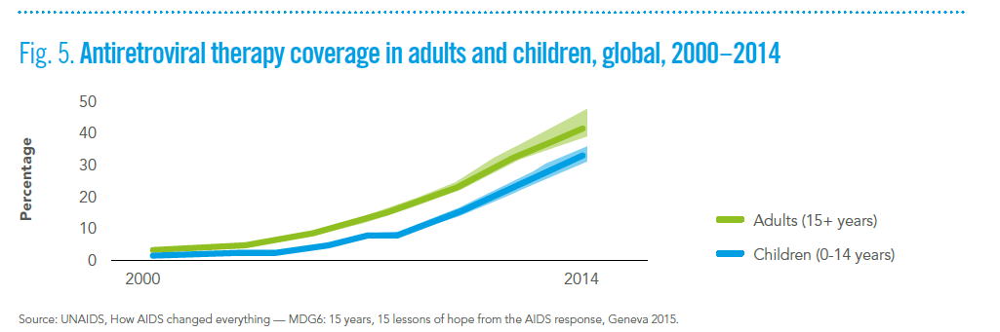 Fig. 5. Antiretroviral therapy coverage in adults and children, global, 2000–2014
50
40
30
20
10
0
Percentage
2000
2014
Adults (15+ years)
Children (0-14 years)
Source: UNAIDS, How AIDS changed everything — MDG6: 15 years, 15 lessons of hope from the AIDS response, Geneva 2015.